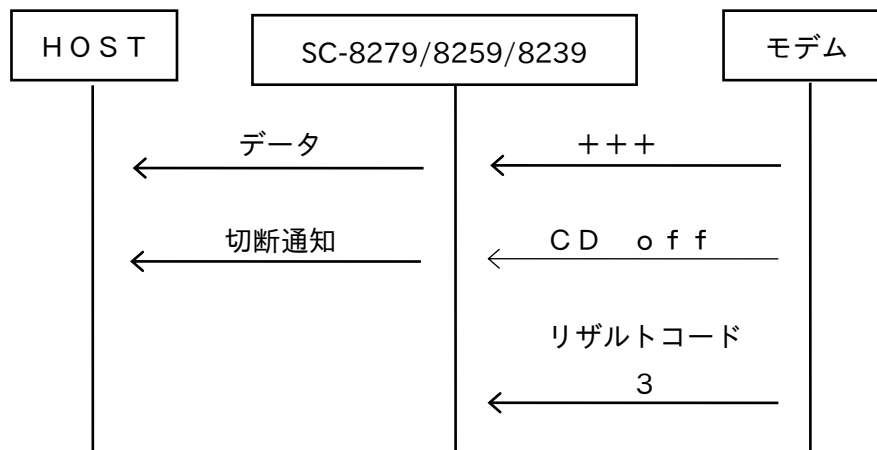 ＨＯＳＴ
SC-8279/8259/8239
モデム
データ
＋＋＋
切断通知
ＣＤ　ｏｆｆ
リザルトコード
３